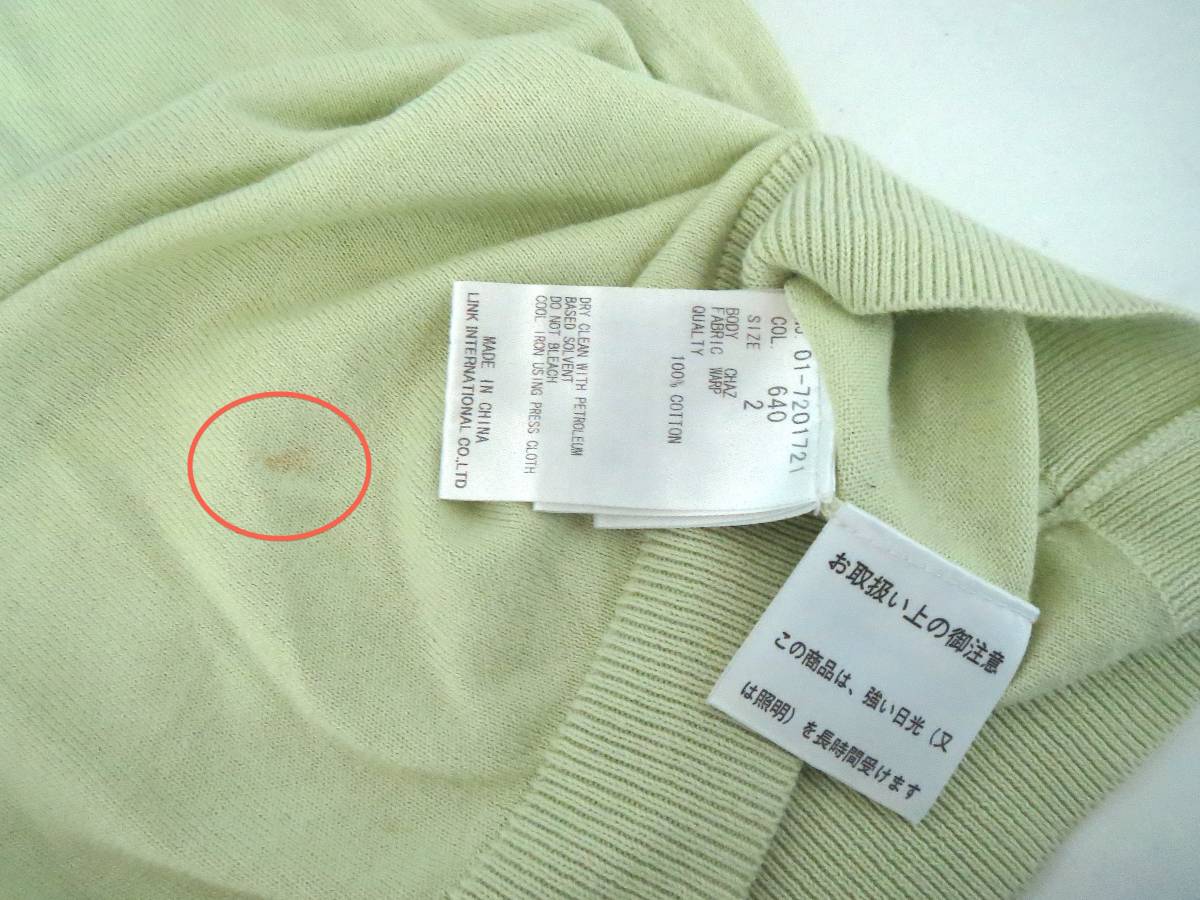 01-7201721
COL. 640
SIZE 2
BODY CHAZ
FABRIC WARP
QUALTY
100% COTTON
DRY CLEAN WITH PETROLEUM
BASED SOLVENT
DO NOT BLEACH
COOL IRON USING PRESS CLOTH
MADE IN CHINA
LINK INTERNATIONAL CO.,LTD
お取扱い上の御注意
この商品は、強い日光（又
は照明）を長時間受けます